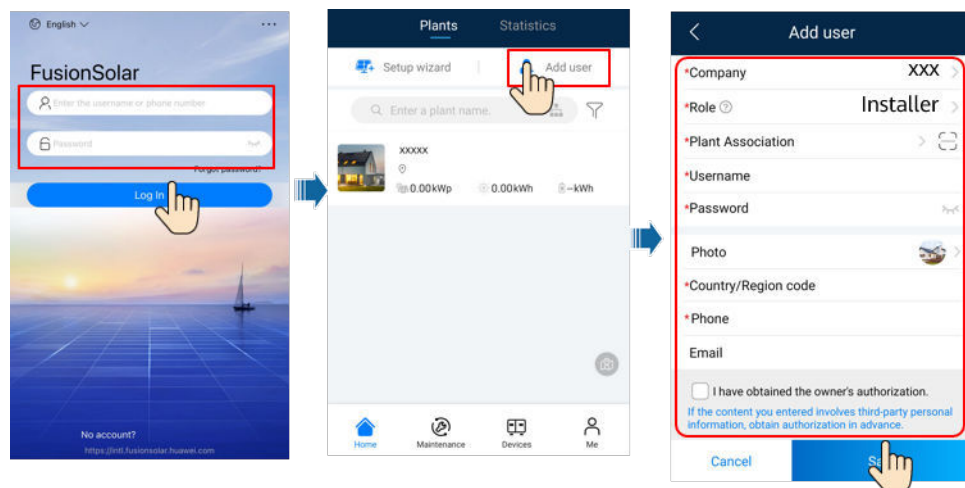 English
FusionSolar
Enter the username or phone number
Password
Forgot password?
Log In
No account?
https://intl.fusionsolar.huawei.com
Plants Statistics
Setup wizard Add user
Enter a plant name.
xxxxx
0.00kWp 0.00kWh --kWh
Home Maintenance Devices Me
Add user
*Company XXX
*Role Installer
*Plant Association
*Username
*Password
Photo
*Country/Region code
*Phone
Email
I have obtained the owner's authorization.
If the content you entered involves third-party personal
information, obtain authorization in advance.
Cancel